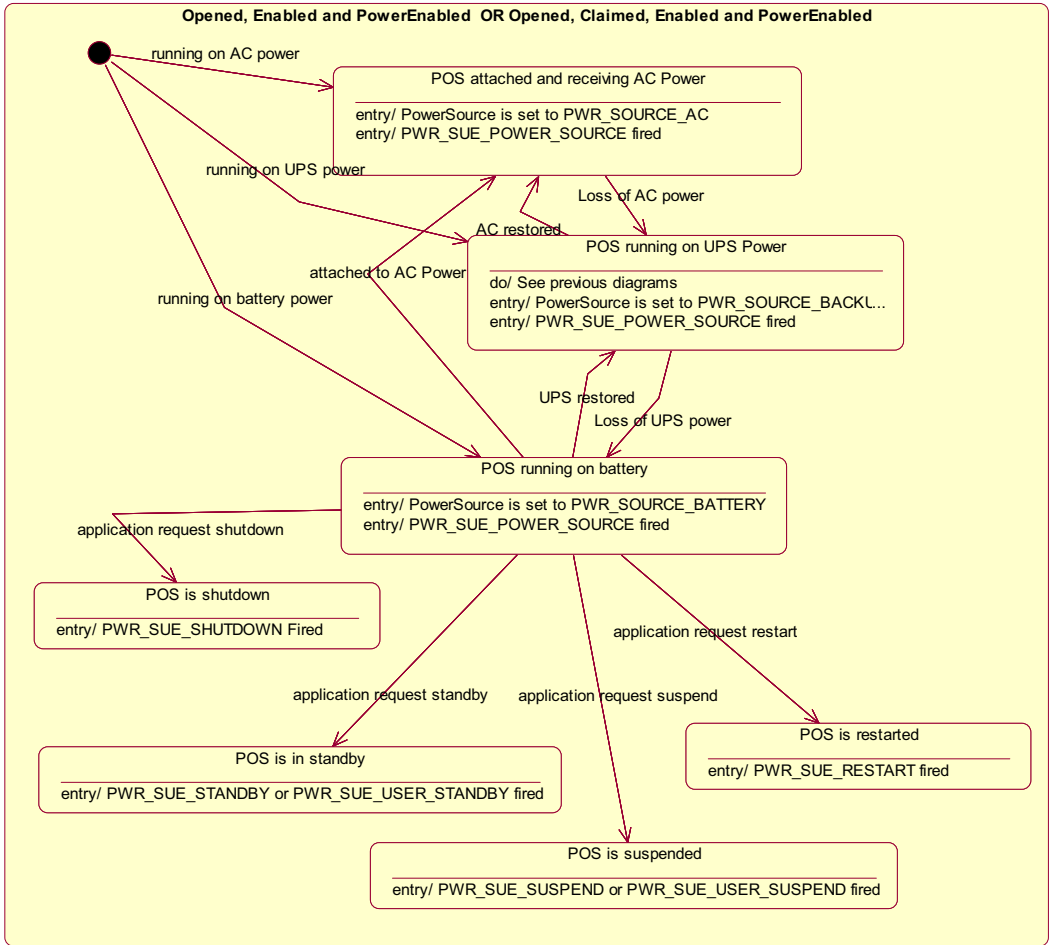 Opened, Enabled and PowerEnabled OR Opened, Claimed, Enabled and PowerEnabled
running on AC power
POS attached and receiving AC Power
entry/ PowerSource is set to PWR_SOURCE_AC
entry/ PWR_SUE_POWER_SOURCE fired
running on UPS power
Loss of AC power
AC restored
POS running on UPS Power
attached to AC Power
do/ See previous diagrams
running on battery power
entry/ PowerSource is set to PWR_SOURCE_BACKU...
entry/ PWR_SUE_POWER_SOURCE fired
UPS restored
Loss of UPS power
POS running on battery
entry/ PowerSource is set to PWR_SOURCE_BATTERY
entry/ PWR_SUE_POWER_SOURCE fired
application request shutdown
POS is shutdown
entry/ PWR_SUE_SHUTDOWN Fired
application request restart
application request standby
application request suspend
POS is restarted
entry/ PWR_SUE_RESTART fired
POS is in standby
entry/ PWR_SUE_STANDBY or PWR_SUE_USER_STANDBY fired
POS is suspended
entry/ PWR_SUE_SUSPEND or PWR_SUE_USER_SUSPEND fired